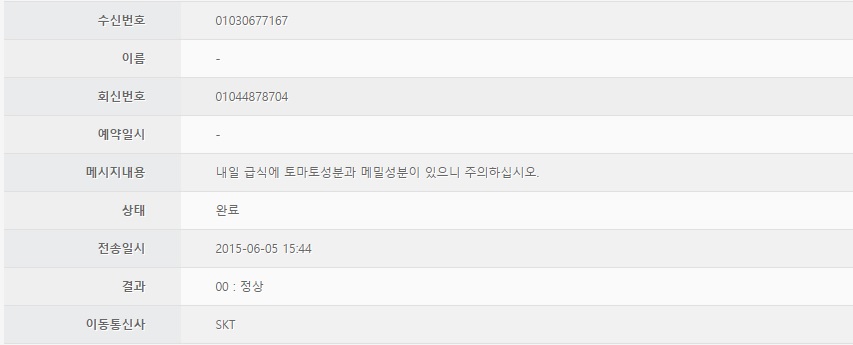 수신번호 01030677167
이름 -
회신번호 01044878704
예약일시 -
메시지내용 내일 급식에 토마토성분과 메밀성분이 있으니 주의하십시오.
상태 완료
전송일시 2015-06-05 15:44
결과 00 : 정상
이동통신사 SKT